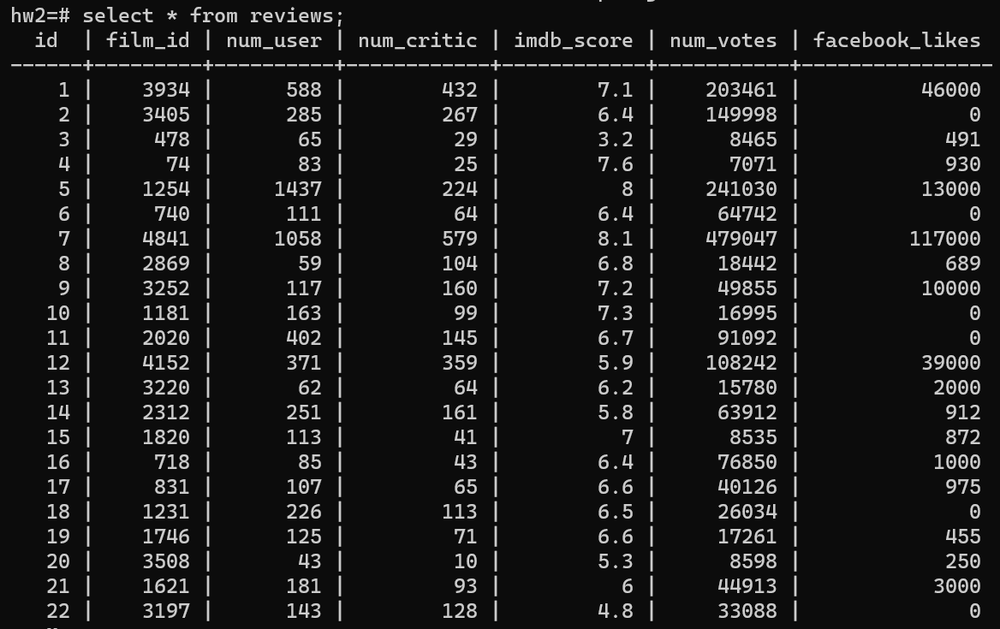 hw2=# select * from reviews;
  id  | film_id | num_user | num_critic | imdb_score | num_votes | facebook_likes
------+---------+----------+------------+------------+-----------+----------------
    1 |    3934 |      588 |        432 |        7.1 |    203461 |          46000
    2 |    3405 |      285 |        267 |        6.4 |    149998 |              0
    3 |     478 |       65 |         29 |        3.2 |      8465 |            491
    4 |      74 |       83 |         25 |        7.6 |      7071 |            930
    5 |    1254 |     1437 |        224 |          8 |    241030 |          13000
    6 |     740 |      111 |         64 |        6.4 |     64742 |              0
    7 |    4841 |     1058 |        579 |        8.1 |    479047 |         117000
    8 |    2869 |       59 |        104 |        6.8 |     18442 |            689
    9 |    3252 |      117 |        160 |        7.2 |     49855 |          10000
   10 |    1181 |      163 |         99 |        7.3 |     16995 |              0
   11 |    2020 |      402 |        145 |        6.7 |     91092 |              0
   12 |    4152 |      371 |        359 |        5.9 |    108242 |          39000
   13 |    3220 |       62 |         64 |        6.2 |     15780 |           2000
   14 |    2312 |      251 |        161 |        5.8 |     63912 |            912
   15 |    1820 |      113 |         41 |          7 |      8535 |            872
   16 |     718 |       85 |         43 |        6.4 |     76850 |           1000
   17 |     831 |      107 |         65 |        6.6 |     40126 |            975
   18 |    1231 |      226 |        113 |        6.5 |     26034 |              0
   19 |    1746 |      125 |         71 |        6.6 |     17261 |            455
   20 |    3508 |       43 |         10 |        5.3 |      8598 |            250
   21 |    1621 |      181 |         93 |          6 |     44913 |           3000
   22 |    3197 |      143 |        128 |        4.8 |     33088 |              0